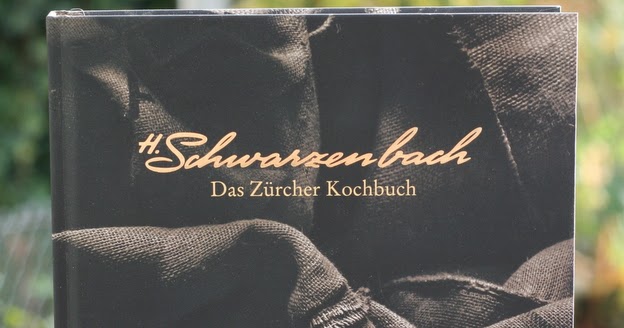 H. Schwarzenbach
Das Zürcher Kochbuch